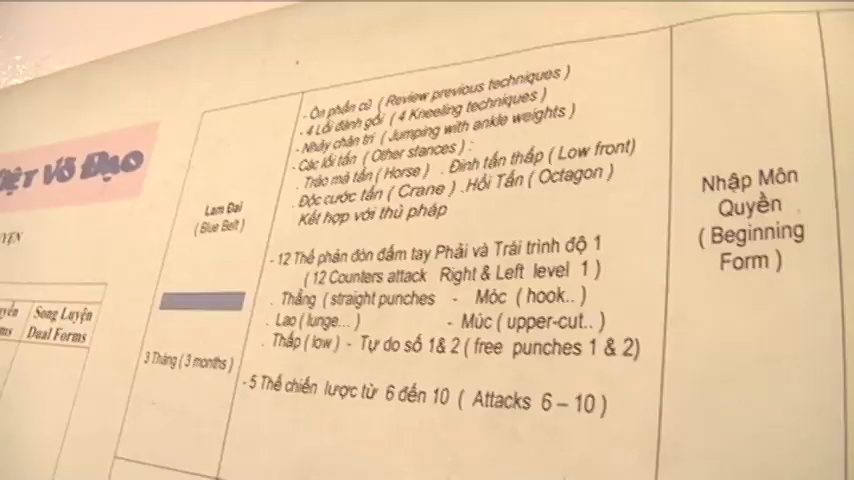 VÕ ĐẠO
Song Luyện
Dual Forms
Lam Đai
( Blue Belt )
3 Tháng ( 3 months )
- Ôn phần cũ ( Review previous techniques )
- 4 Lối đánh gối ( 4 Kneeling techniques )
- Nhảy chân trì ( Jumping with ankle weights )
- Các lối tấn ( Other stances ) :
. Trảo mã tấn ( Horse ) . Đinh tấn thấp ( Low front)
. Độc cước tấn ( Crane ) .Hồi Tấn ( Octagon )
Kết hợp với thủ pháp
- 12 Thế phản đòn đấm tay Phải và Trái trình độ 1
( 12 Counters attack Right & Left level 1 )
. Thẳng ( straight punches - Móc ( hook.. )
. Lao ( lunge... ) - Múc ( upper-cut.. )
. Thấp ( low ) - Tự do số 1& 2 ( free punches 1 & 2)
- 5 Thế chiến lược từ 6 đến 10 ( Attacks 6 – 10 )
Nhập Môn
Quyền
( Beginning
Form )